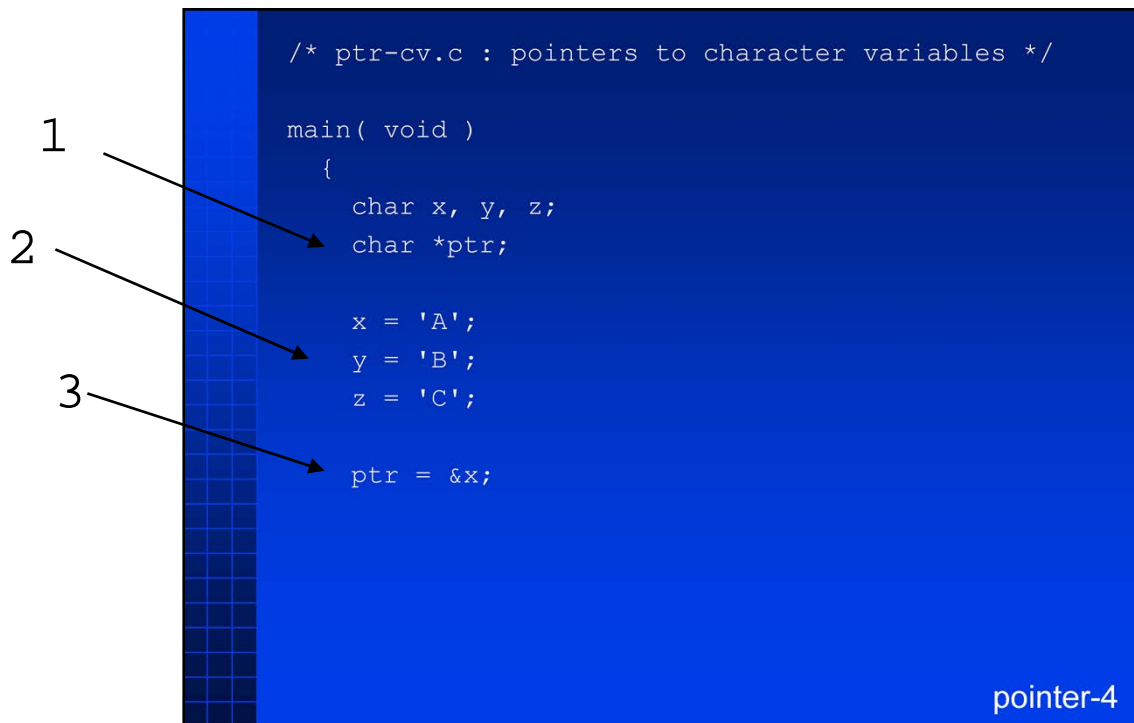 /* ptr-cv.c : pointers to character variables */
main( void )
{
char x, y, z;
1
char *ptr;
2
x = 'A';
y = 'B';
z = 'C';
3
ptr = &x;
pointer-4